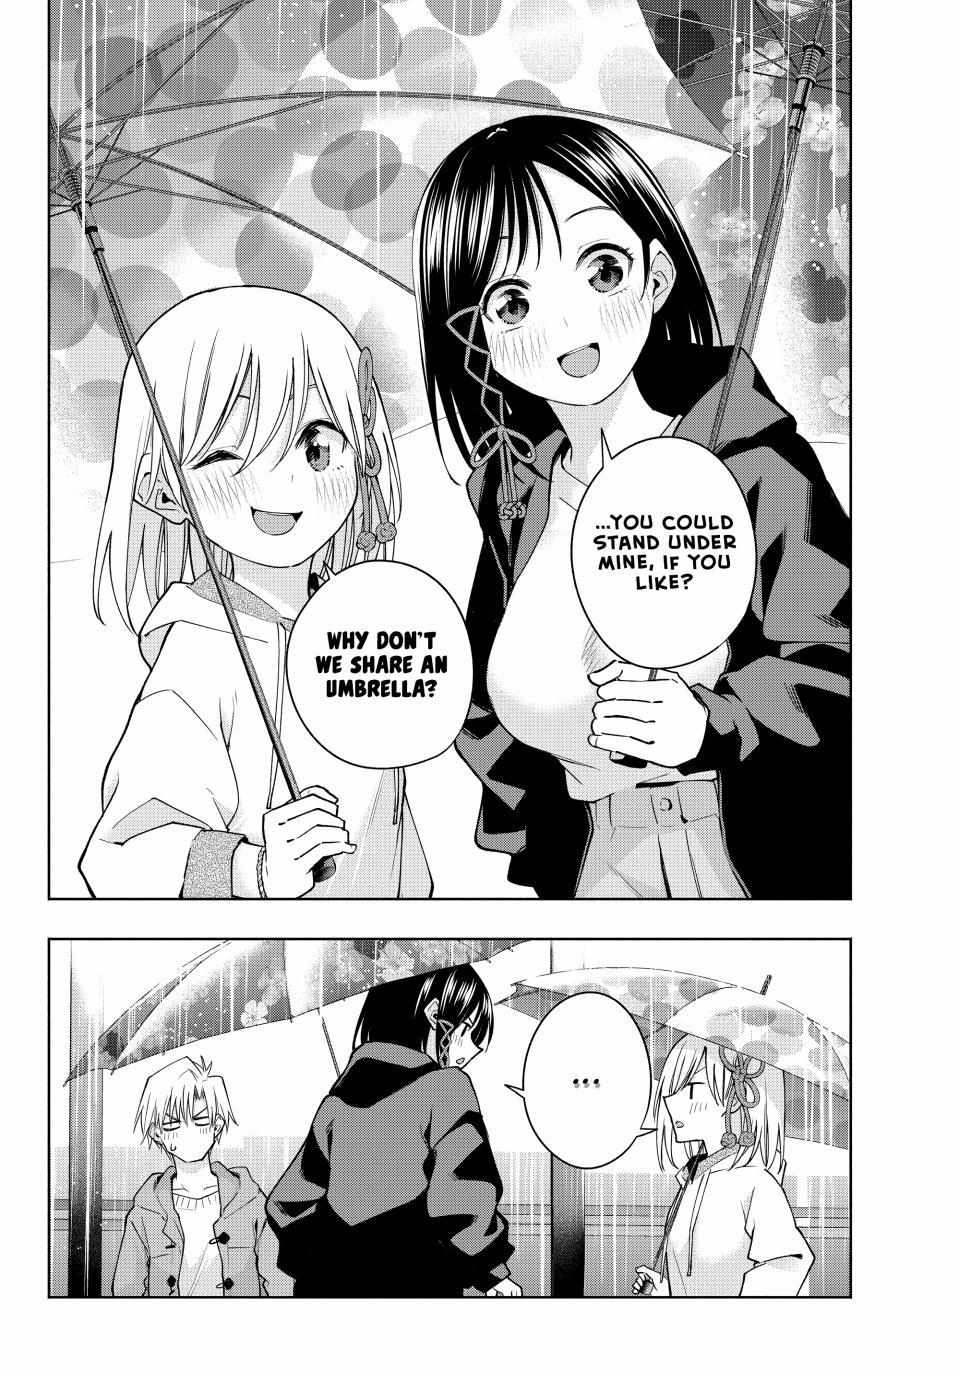 ...YOU COULD
STAND UNDER
MINE, IF YOU
LIKE?
WHY DON'T
WE SHARE AN
UMBRELLA?
...